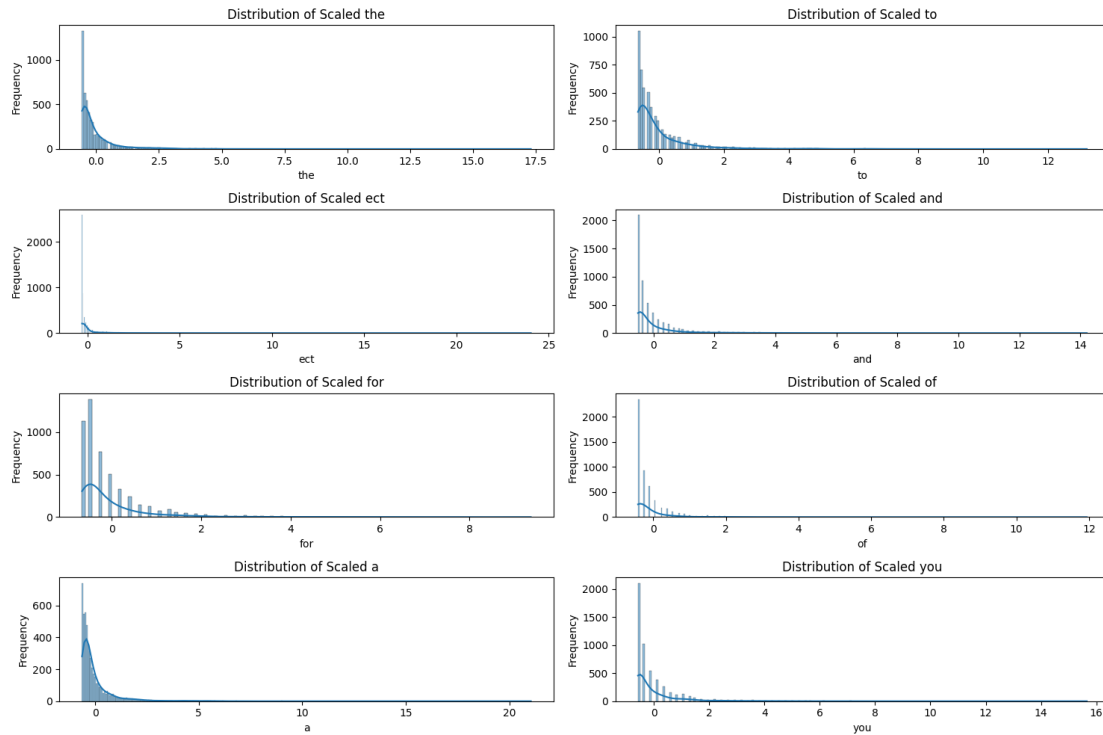 Distribution of Scaled the
Frequency
1000
500
0
0.0 2.5 5.0 7.5 10.0 12.5 15.0 17.5
the
Distribution of Scaled to
Frequency
1000
750
500
250
0
0 2 4 6 8 10 12
to
Distribution of Scaled ect
Frequency
2000
1000
0
0 5 10 15 20 25
ect
Distribution of Scaled and
Frequency
2000
1500
1000
500
0
0 2 4 6 8 10 12 14
and
Distribution of Scaled for
Frequency
1000
500
0
0 2 4 6 8
for
Distribution of Scaled of
Frequency
2000
1500
1000
500
0
0 2 4 6 8 10 12
of
Distribution of Scaled a
Frequency
600
400
200
0
0 5 10 15 20
a
Distribution of Scaled you
Frequency
2000
1500
1000
500
0
0 2 4 6 8 10 12 14 16
you